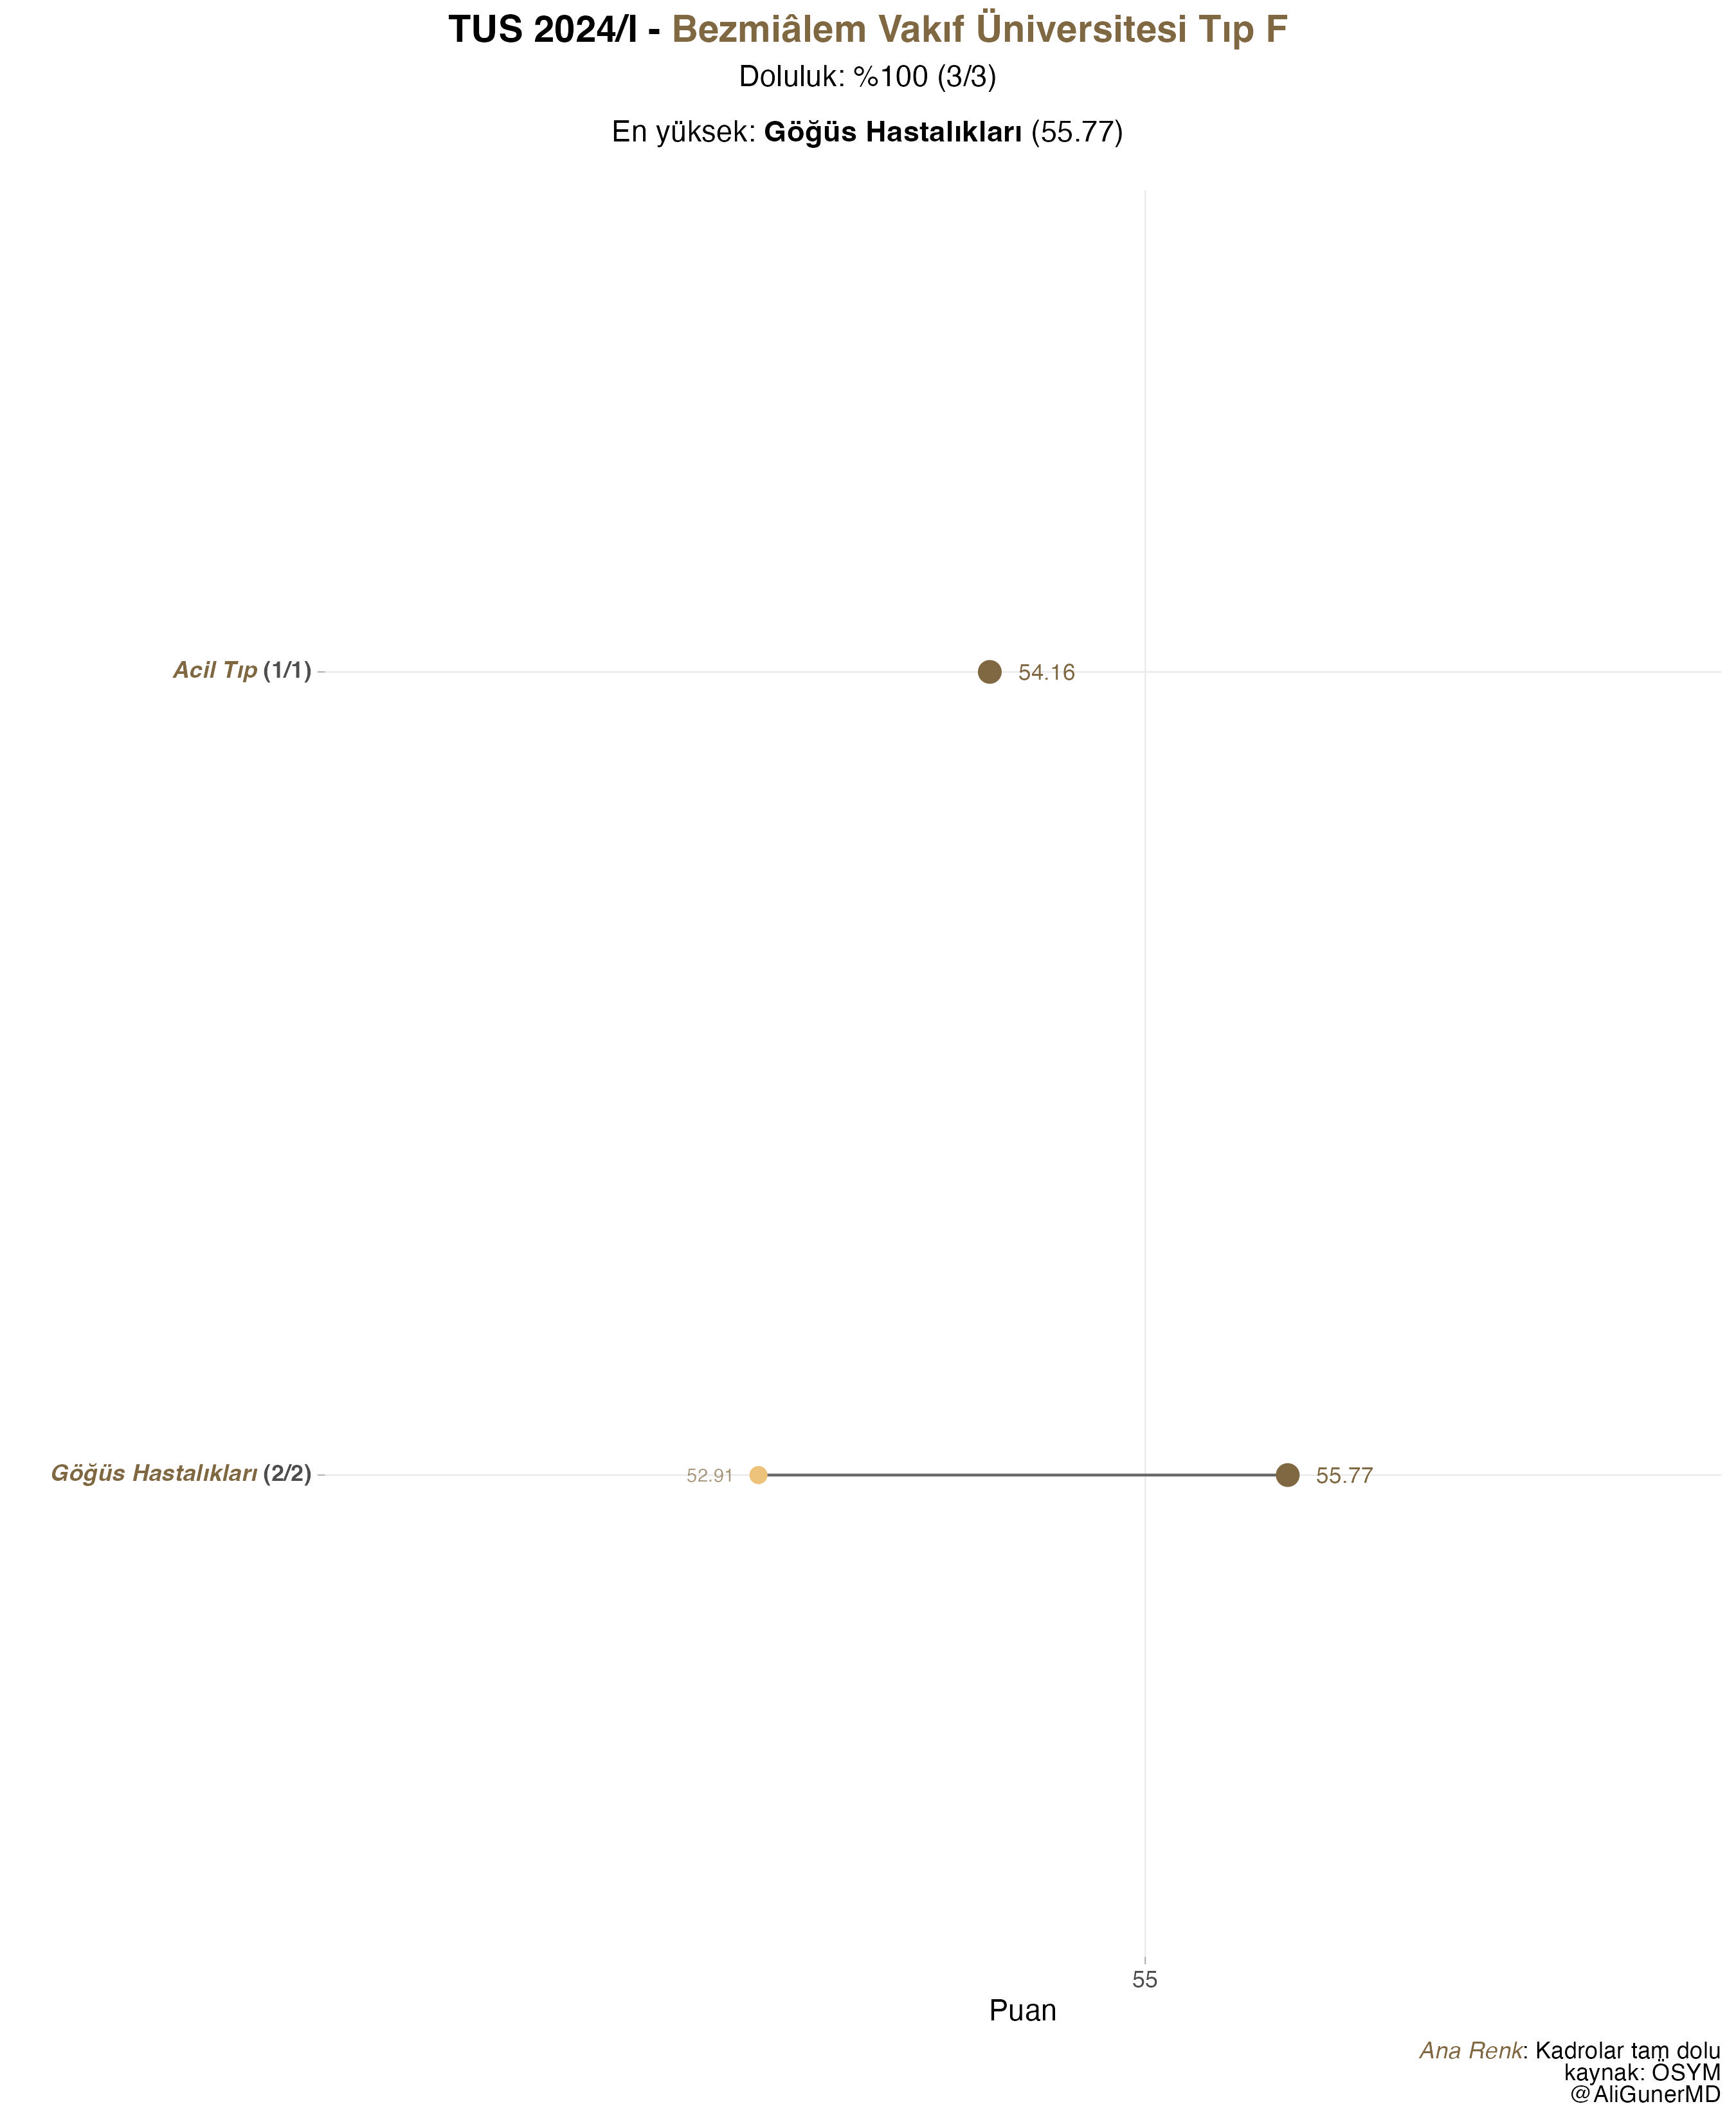 TUS 2024/I - Bezmiâlem Vakıf Üniversitesi Tıp F
Doluluk: %100 (3/3)
En yüksek: Göğüs Hastalıkları (55.77)
Acil Tıp (1/1)
54.16
Göğüs Hastalıkları (2/2)
52.91
55.77
55
Puan
Ana Renk: Kadrolar tam dolu
kaynak: ÖSYM
@AliGunerMD